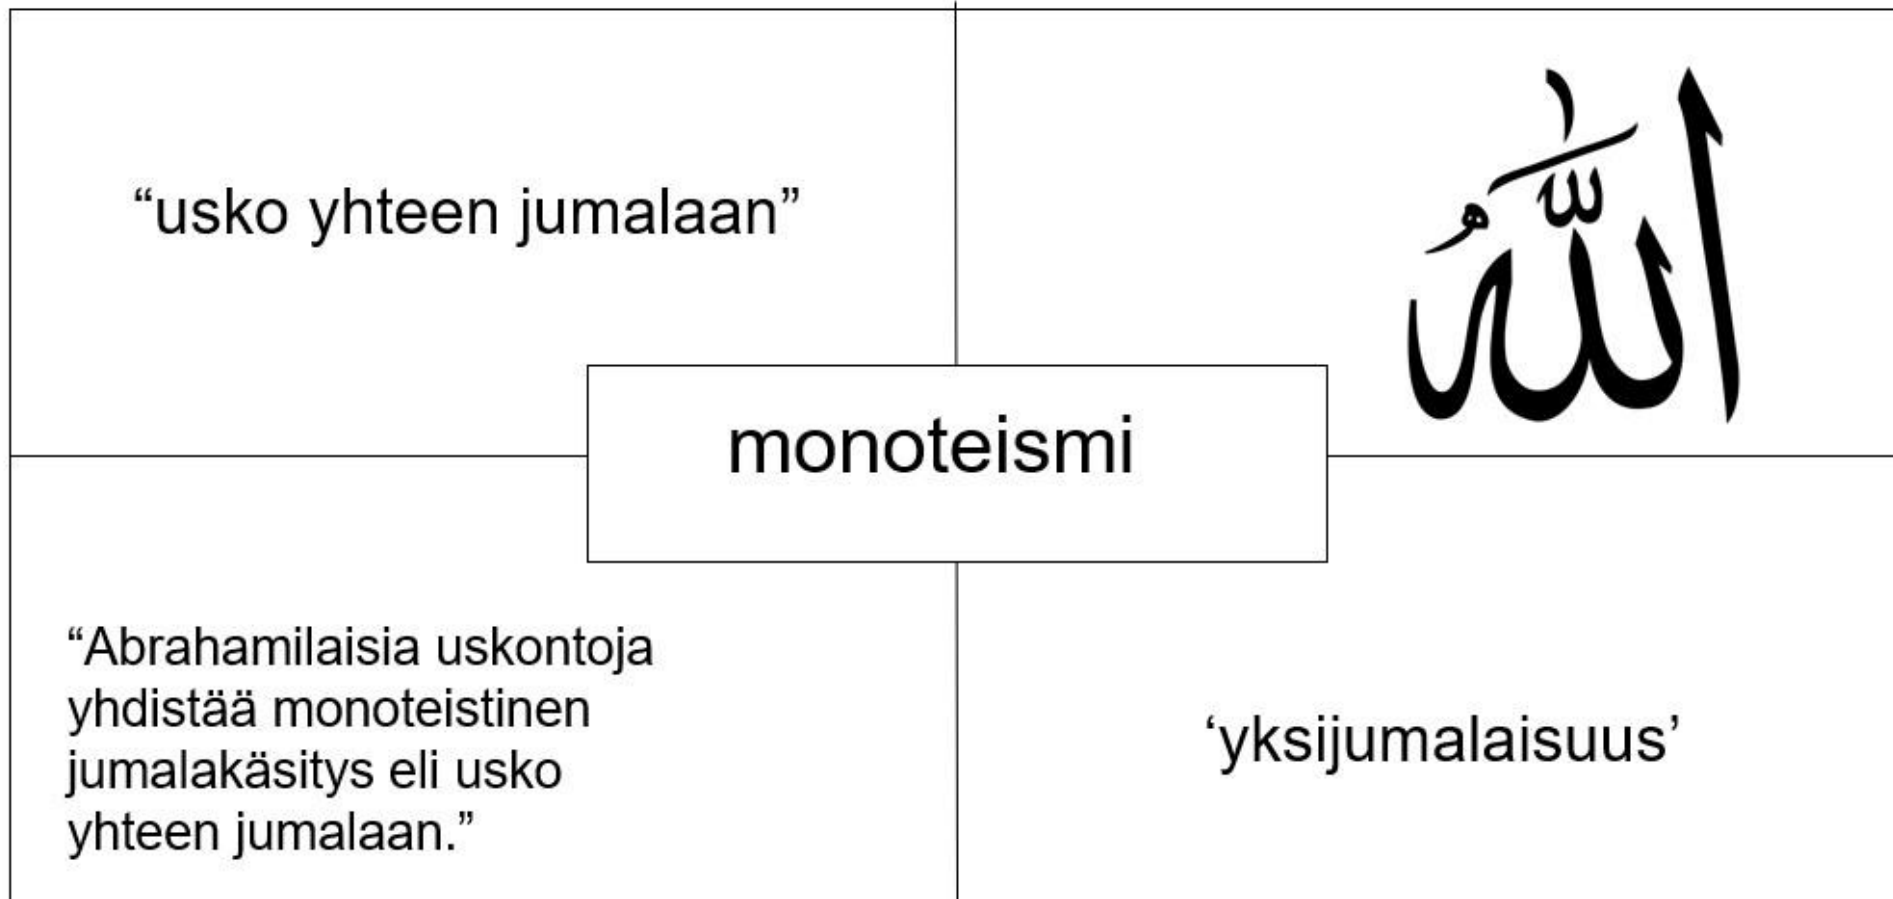 “usko yhteen jumalaan”
الله
monoteismi
“Abrahamilaisia uskontoja
yhdistää monoteistinen
jumalakäsitys eli usko
yhteen jumalaan.”
‘yksijumalaisuus’